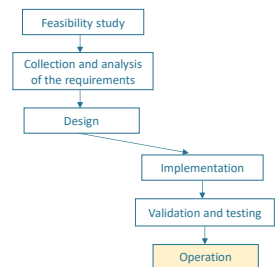 Feasibility study
Collection and analysis
of the requirements
Design
Implementation
Validation and testing
Operation